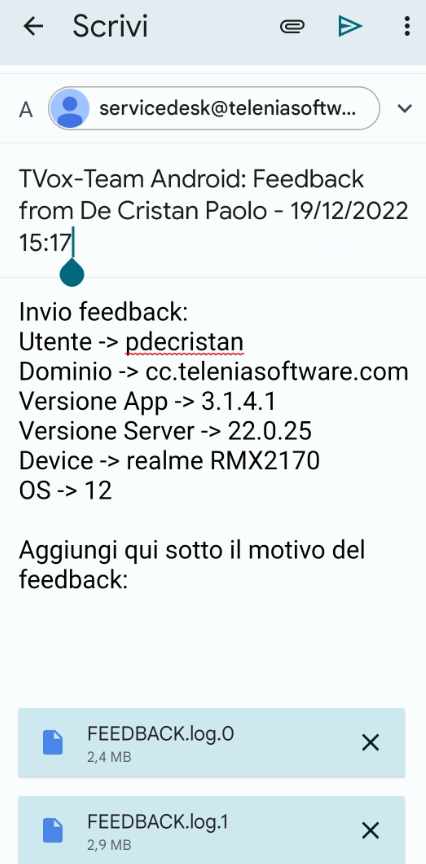 Scrivi
A servicedesk@teleniasoftw...
TVox-Team Android: Feedback
from De Cristan Paolo - 19/12/2022
15:17
Invio feedback:
Utente -> pdecristan
Dominio -> cc.teleniasoftware.com
Versione App -> 3.1.4.1
Versione Server -> 22.0.25
Device -> realme RMX2170
OS -> 12
Aggiungi qui sotto il motivo del
feedback:
FEEDBACK.log.0
2,4 MB
FEEDBACK.log.1
2,9 MB